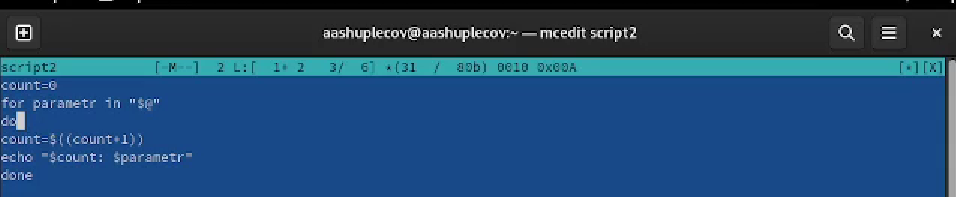 aashuplecov@aashuplecov:~ — mcedit script2
script2 [-M--] 2 L:[ 1+ 2 3/ 6] *(31 / 80b) 0010 0x00A [*][X]
count=0
for parametr in "$@"
do
count=$((count+1))
echo "$count: $parametr"
done